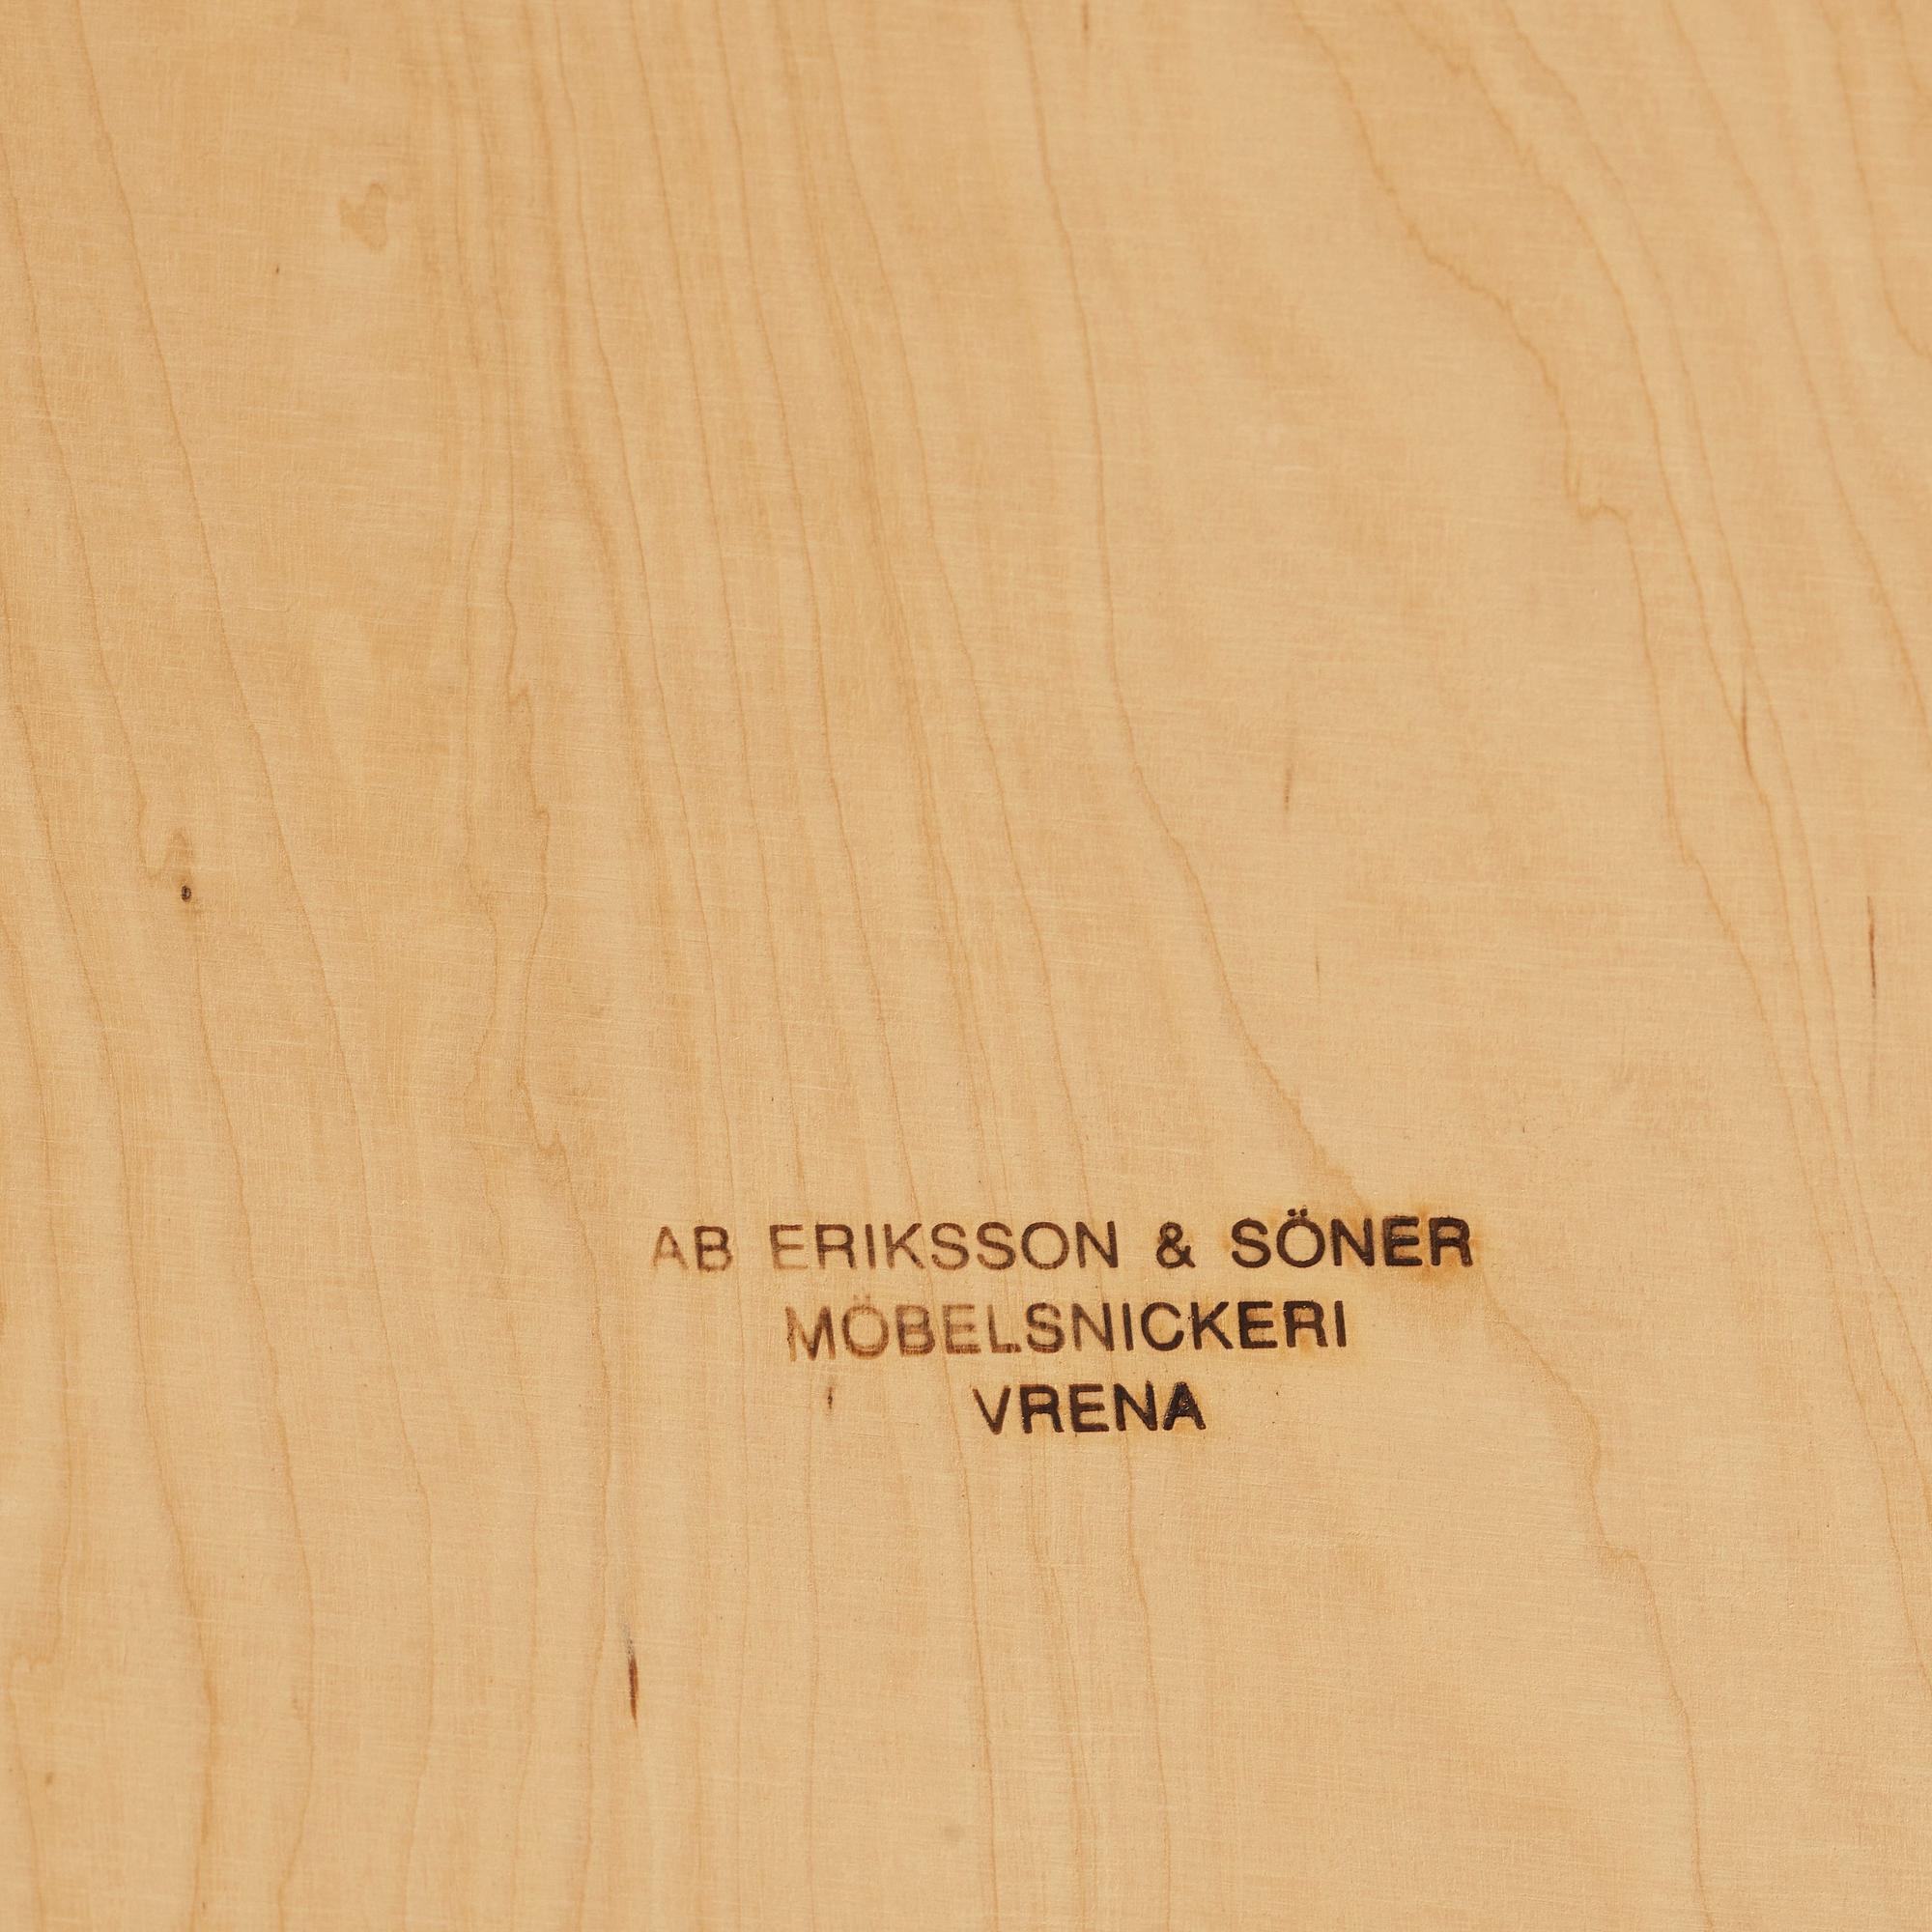 AB ERIKSSON & SÖNER
MÖBELSNICKERI
VRENA